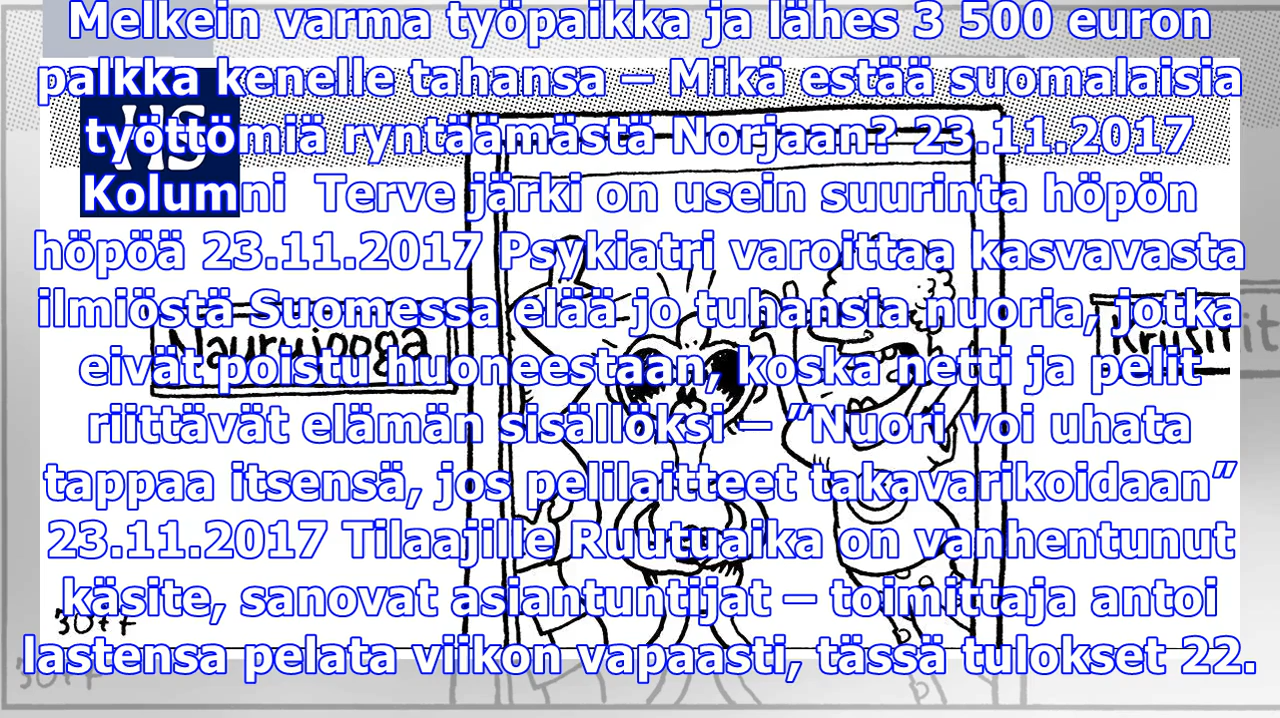 Melkein varma työpaikka ja lähes 3 500 euron
palkka kenelle tahansa – Mikä estää suomalaisia
työttömiä ryntäämästä Norjaan? 23.11.2017
Kolumni Terve järki on usein suurinta höpön
höpöä 23.11.2017 Psykiatri varoittaa kasvavasta
ilmiöstä Suomessa elää jo tuhansia nuoria, jotka
eivät poistu huoneestaan, koska netti ja pelit
riittävät elämän sisällöksi – ”Nuori voi uhata
tappaa itsensä, jos pelilaitteet takavarikoidaan”
23.11.2017 Tilaajille Ruutuaika on vanhentunut
käsite, sanovat asiantuntijat – toimittaja antoi
lastensa pelata viikon vapaasti, tässä tulokset 22.
HS
Naurujooga